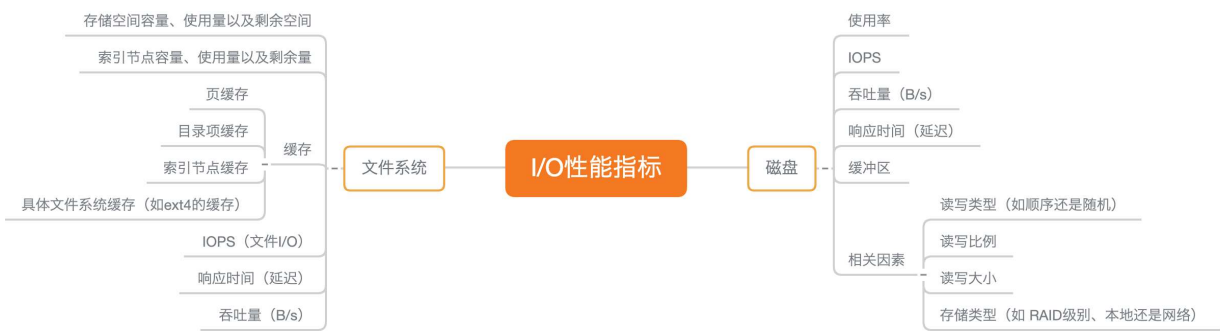 存储空间容量、使用量以及剩余空间
索引节点容量、使用量以及剩余量
页缓存
目录项缓存
索引节点缓存
具体文件系统缓存（如ext4的缓存）
缓存
IOPS（文件I/O）
响应时间（延迟）
吞吐量（B/s）
文件系统
I/O性能指标
磁盘
使用率
IOPS
吞吐量（B/s）
响应时间（延迟）
缓冲区
相关因素
读写类型（如顺序还是随机）
读写比例
读写大小
存储类型（如 RAID级别、本地还是网络）